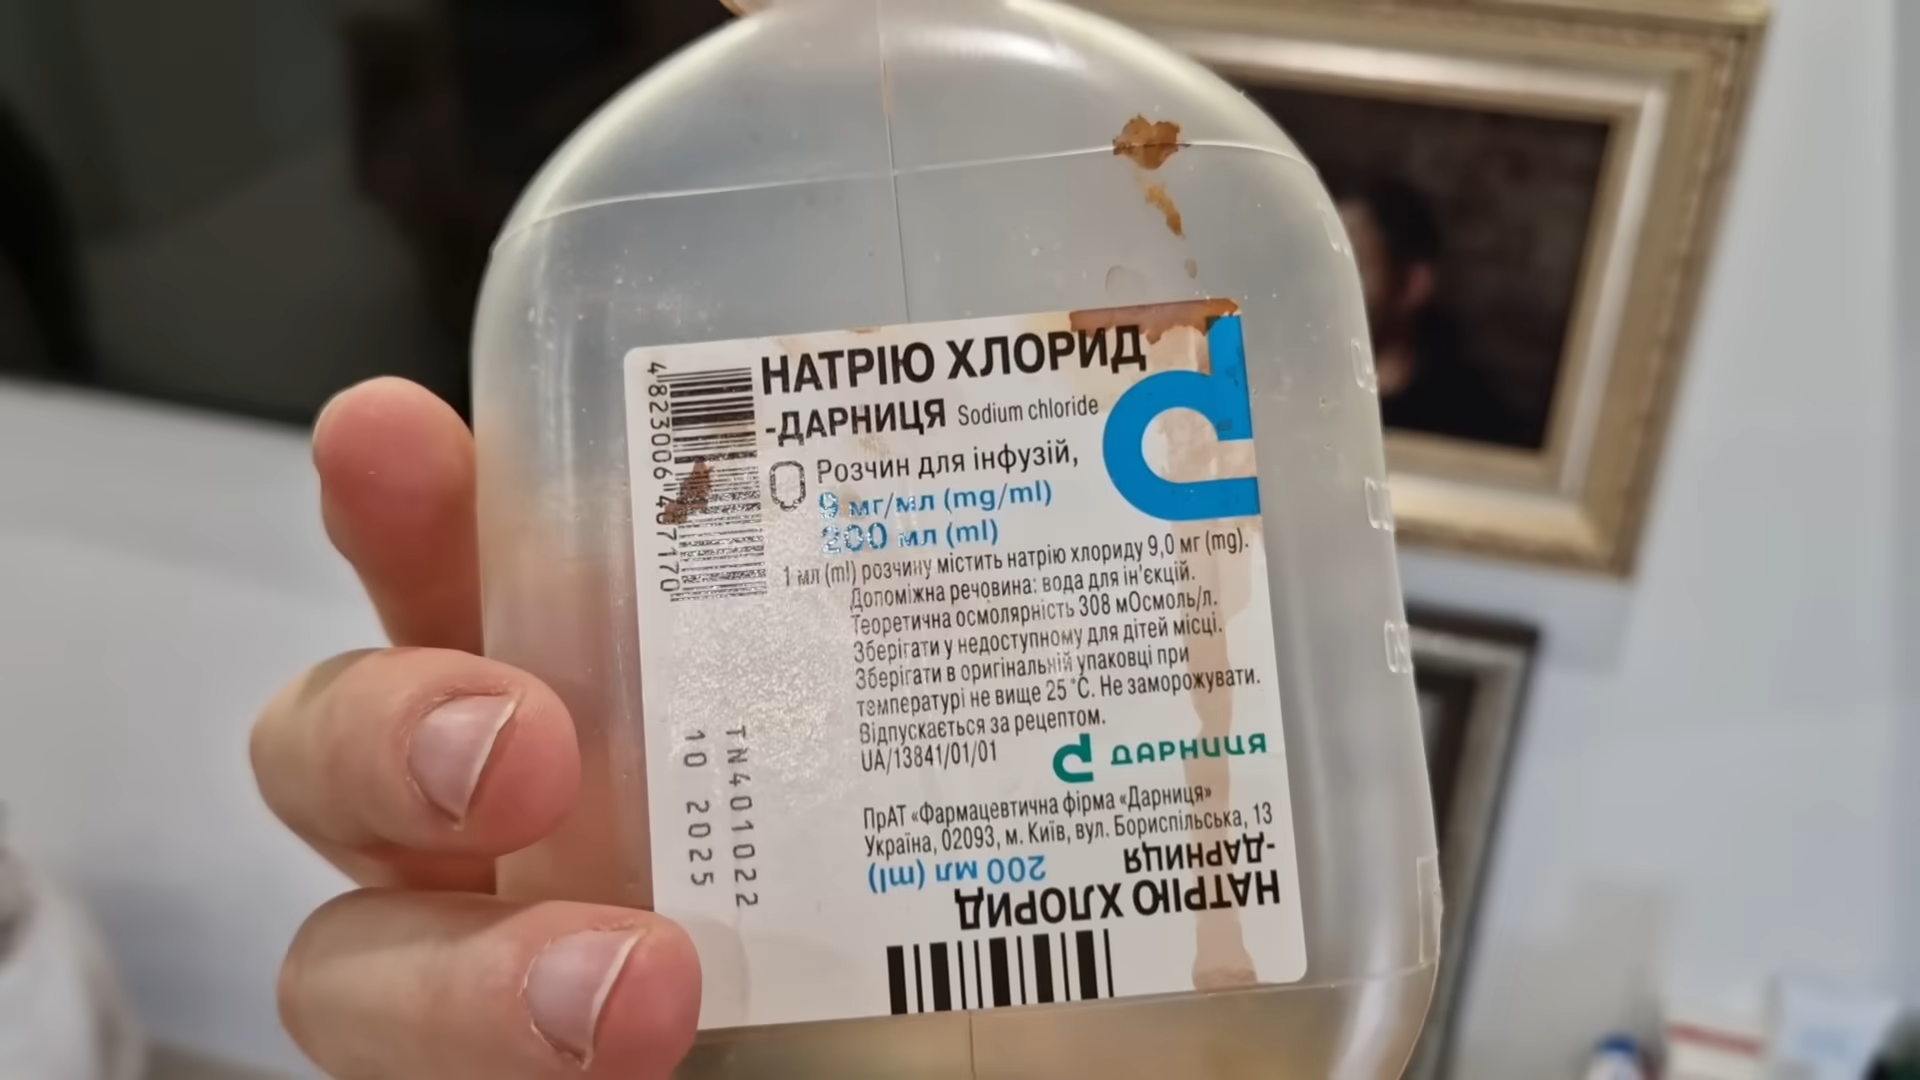 НАТРІЮ ХЛОРИД
-ДАРНИЦЯ Sodium chloride
Розчин для інфузій,
9 мг/мл (mg/ml)
200 мл (ml)
1 мл (ml) розчину містить натрію хлориду 9,0 мг (mg).
Допоміжна речовина: вода для ін'єкцій.
Теоретична осмолярність 308 мОсмоль/л.
Зберігати у недоступному для дітей місці.
Зберігати в оригінальній упаковці при
температурі не вище 25 °С. Не заморожувати.
Відпускається за рецептом.
UA/13841/01/01
ДАРНИЦЯ
ПрАТ «Фармацевтична фірма «Дарниця»
Україна, 02093, м. Київ, вул. Бориспільська, 13
НАТРІЮ ХЛОРИД
-ДАРНИЦЯ
200 мл (ml)
4823006407170
TN401022
10 2025